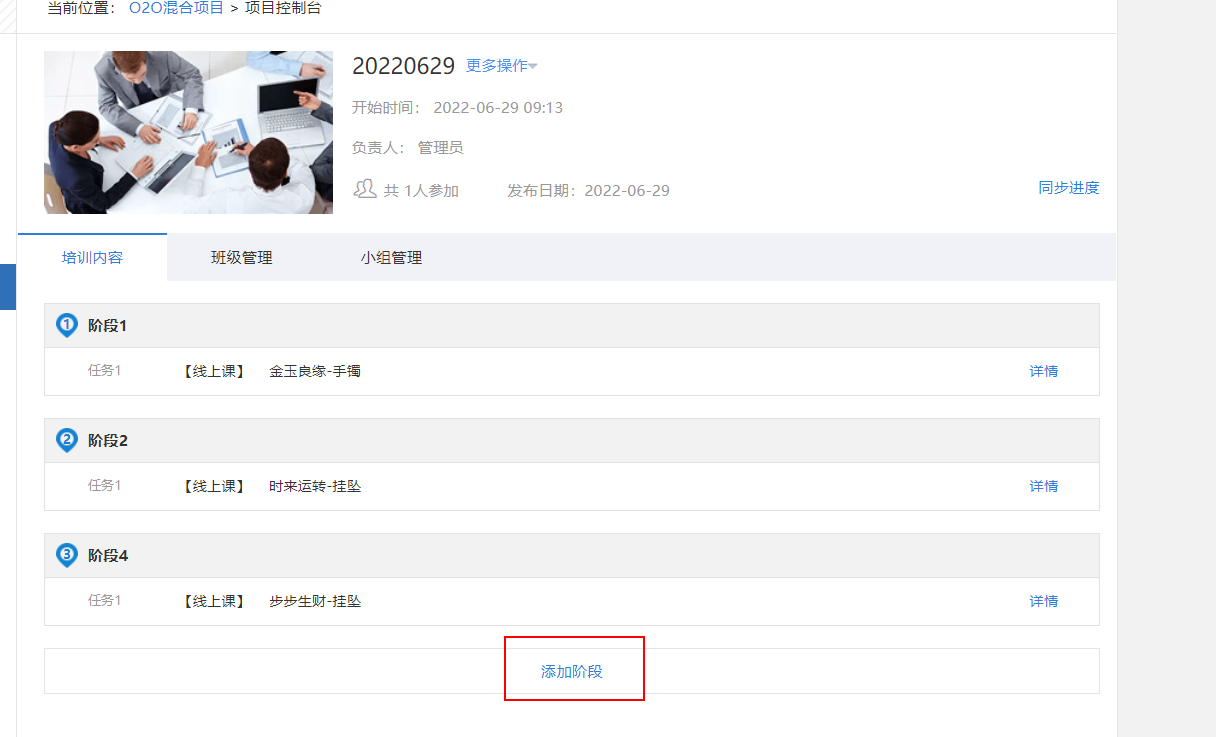 当前位置： O2O混合项目 > 项目控制台
20220629 更多操作
开始时间： 2022-06-29 09:13
负责人： 管理员
共 1人参加 发布日期：2022-06-29
同步进度
培训内容 班级管理 小组管理
1 阶段1
任务1 【线上课】 金玉良缘-手镯 详情
2 阶段2
任务1 【线上课】 时来运转-挂坠 详情
3 阶段4
任务1 【线上课】 步步生财-挂坠 详情
添加阶段